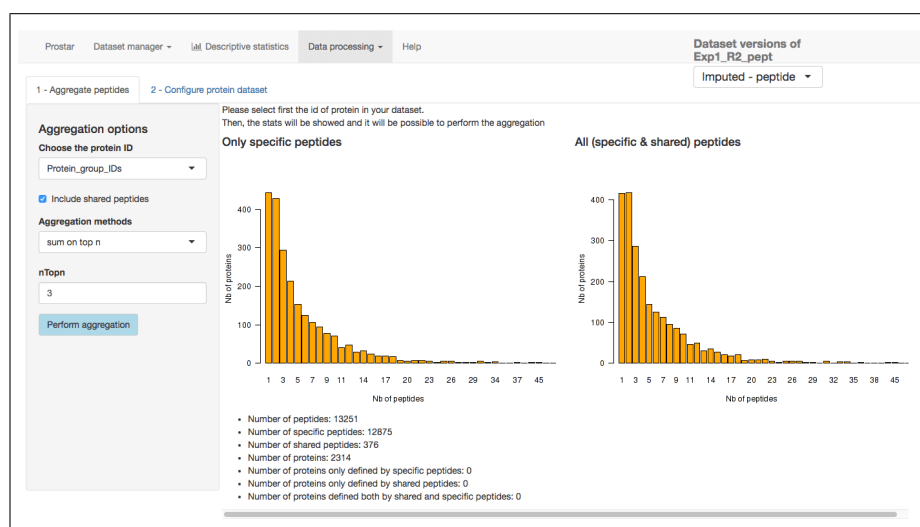 Prostar Dataset manager Descriptive statistics Data processing Help
Dataset versions of
Exp1_R2_pept
Imputed - peptide
1 - Aggregate peptides 2 - Configure protein dataset
Aggregation options
Choose the protein ID
Protein_group_IDs
Include shared peptides
Aggregation methods
sum on top n
nTopn
3
Perform aggregation
Please select first the id of protein in your dataset.
Then, the stats will be showed and it will be possible to perform the aggregation
Only specific peptides
Nb of proteins
400
300
200
100
0
1 3 5 7 9 11 14 17 20 23 26 29 34 37 45
Nb of peptides
All (specific & shared) peptides
Nb of proteins
400
300
200
100
0
1 3 5 7 9 11 14 17 20 23 26 29 32 35 38 45
Nb of peptides
Number of peptides: 13251
Number of specific peptides: 12875
Number of shared peptides: 376
Number of proteins: 2314
Number of proteins only defined by specific peptides: 0
Number of proteins only defined by shared peptides: 0
Number of proteins defined both by shared and specific peptides: 0